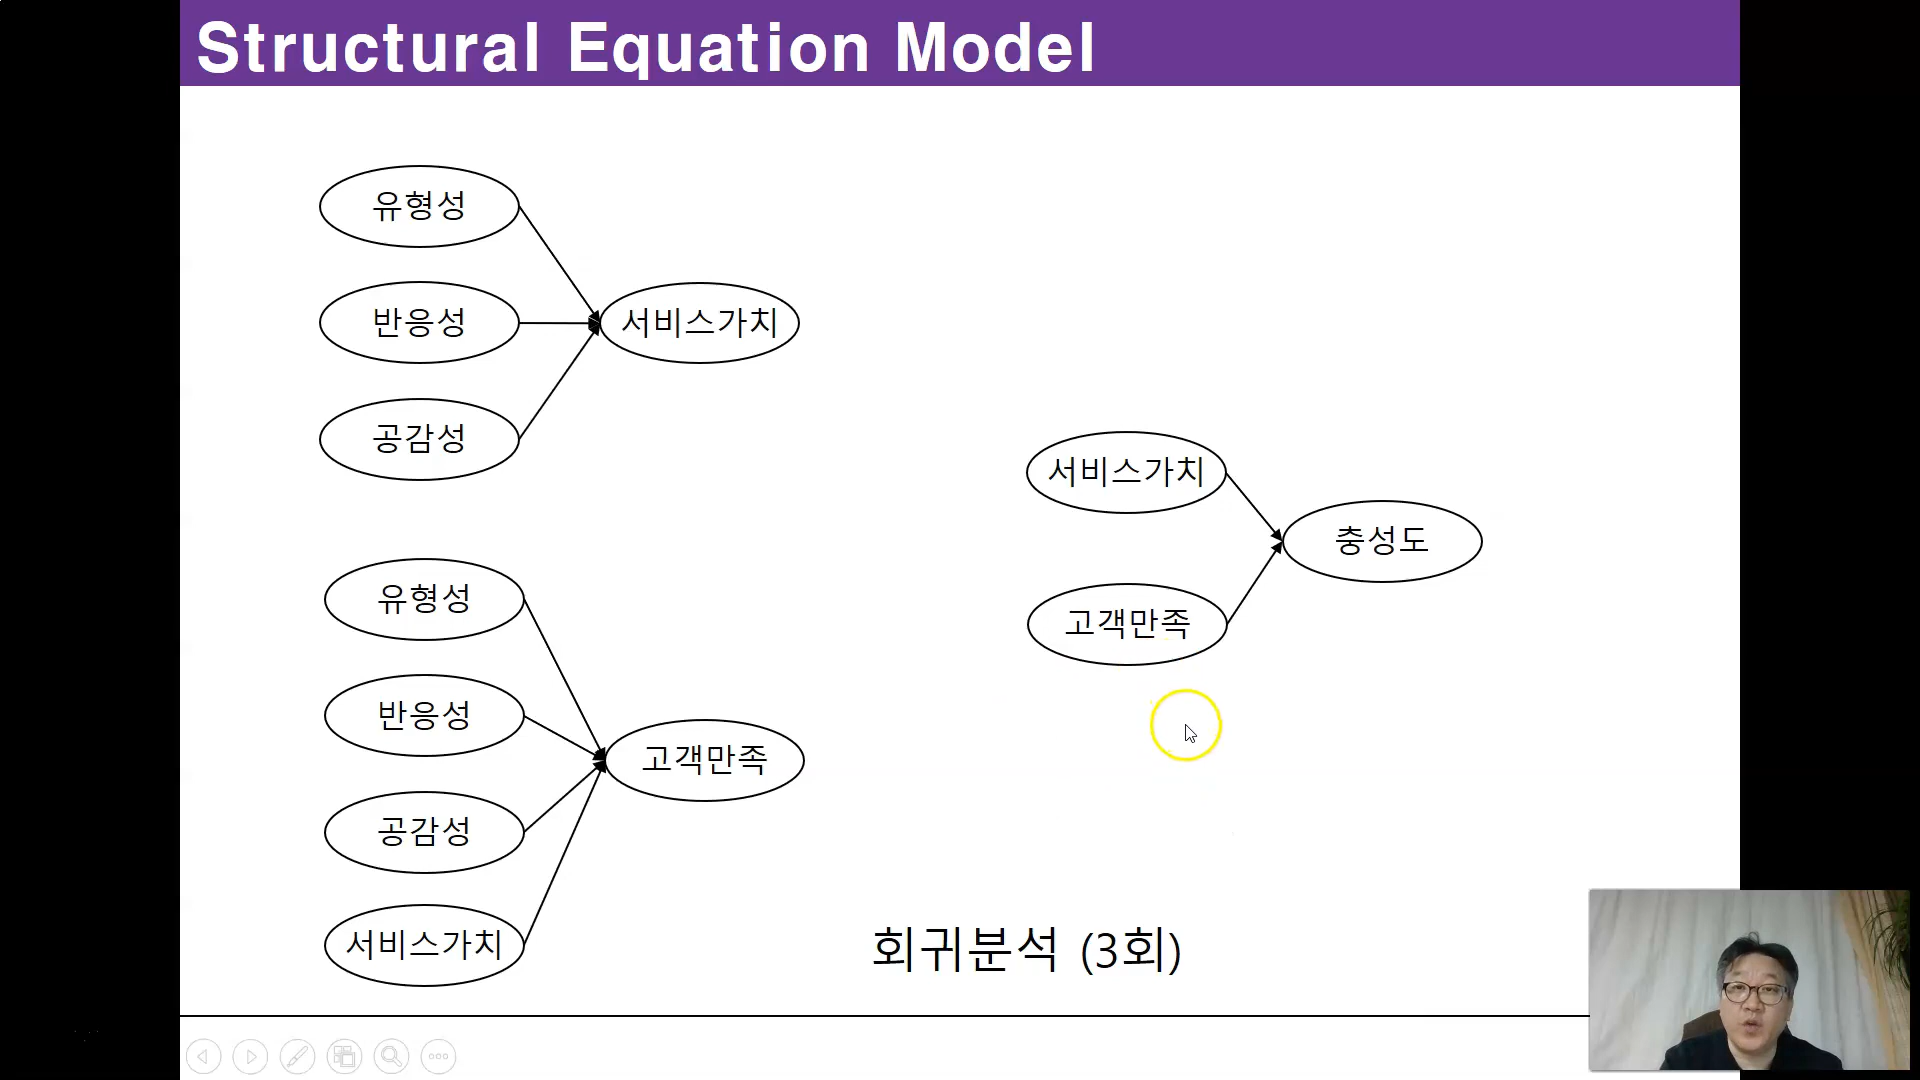 Structural Equation Model
유형성
반응성
서비스가치
공감성
유형성
반응성
고객만족
공감성
서비스가치
서비스가치
충성도
고객만족
회귀분석 (3회)